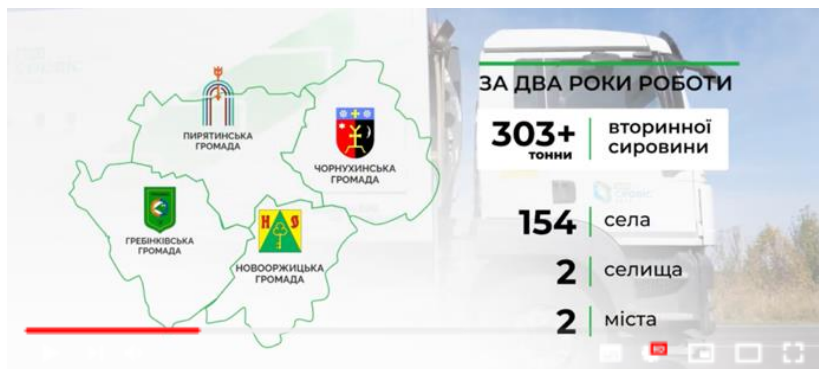 ПИРЯТИНСЬКА
ГРОМАДА
ЧОРНУХИНСЬКА
ГРОМАДА
ГРЕБІНКІВСЬКА
ГРОМАДА
Н О
НОВООРЖИЦЬКА
ГРОМАДА
ЗА ДВА РОКИ РОБОТИ
303+
тонни
вторинної
сировини
154 села
2 селища
2 міста
HD